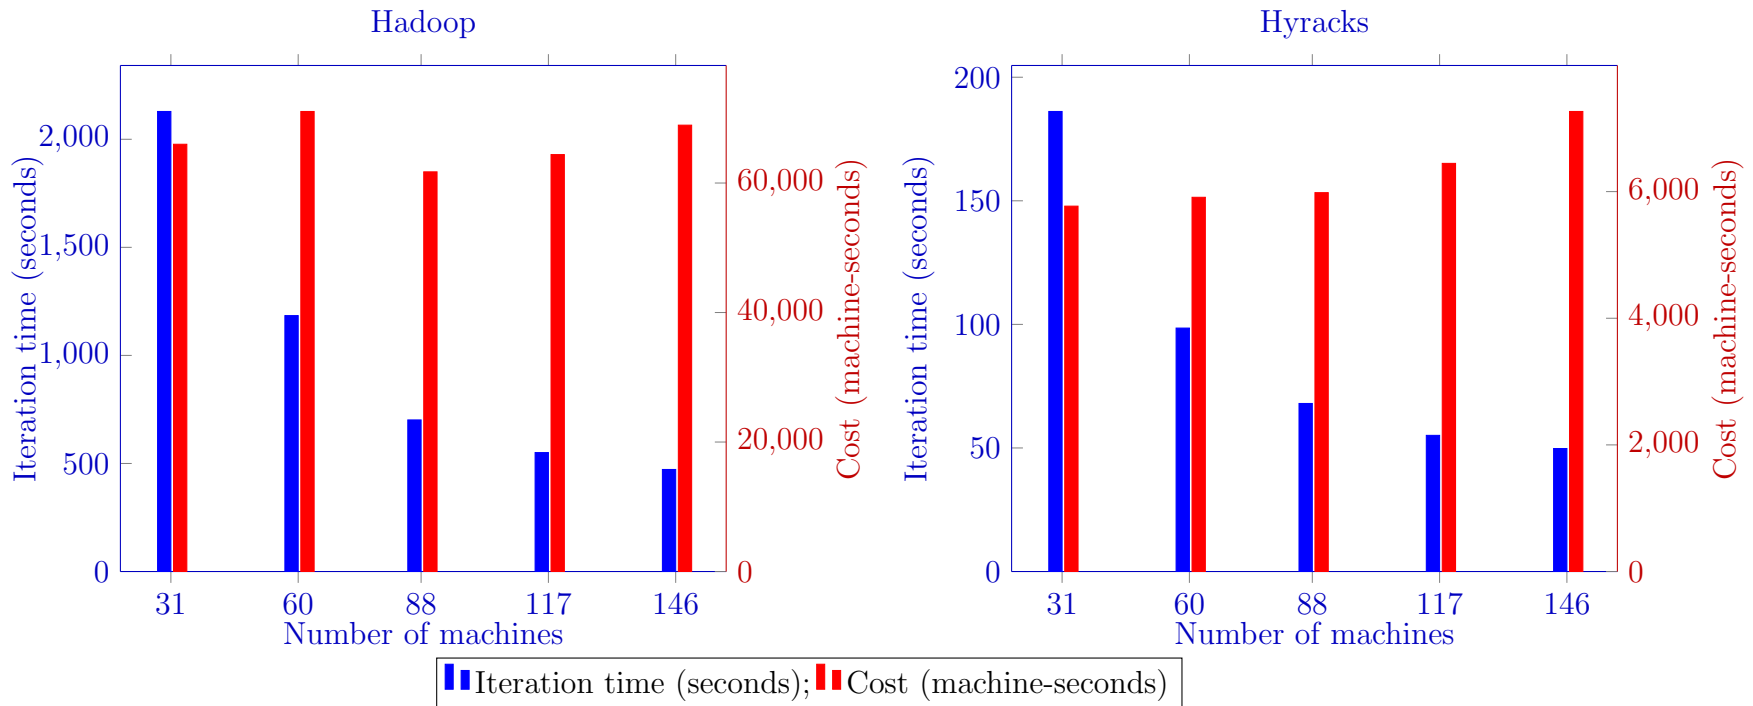 Hadoop
Iteration time (seconds)
2,000
1,500
1,000
500
0
Cost (machine-seconds)
60,000
40,000
20,000
0
31 60 88 117 146
Number of machines
Hyracks
Iteration time (seconds)
200
150
100
50
0
Cost (machine-seconds)
6,000
4,000
2,000
0
31 60 88 117 146
Number of machines
Iteration time (seconds); Cost (machine-seconds)